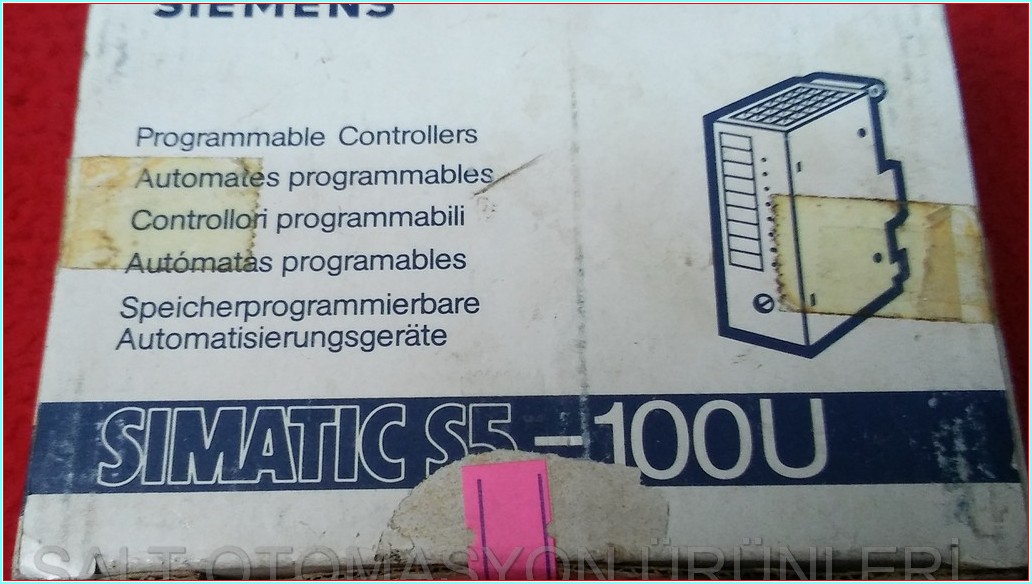 SIEMENS
Programmable Controllers
Automates programmables
Controllori programmabili
Autómatas programables
Speicherprogrammierbare
Automatisierungsgeräte
SIMATIC S5-100U
SALT OTOMASYON ÜRÜNLERİ